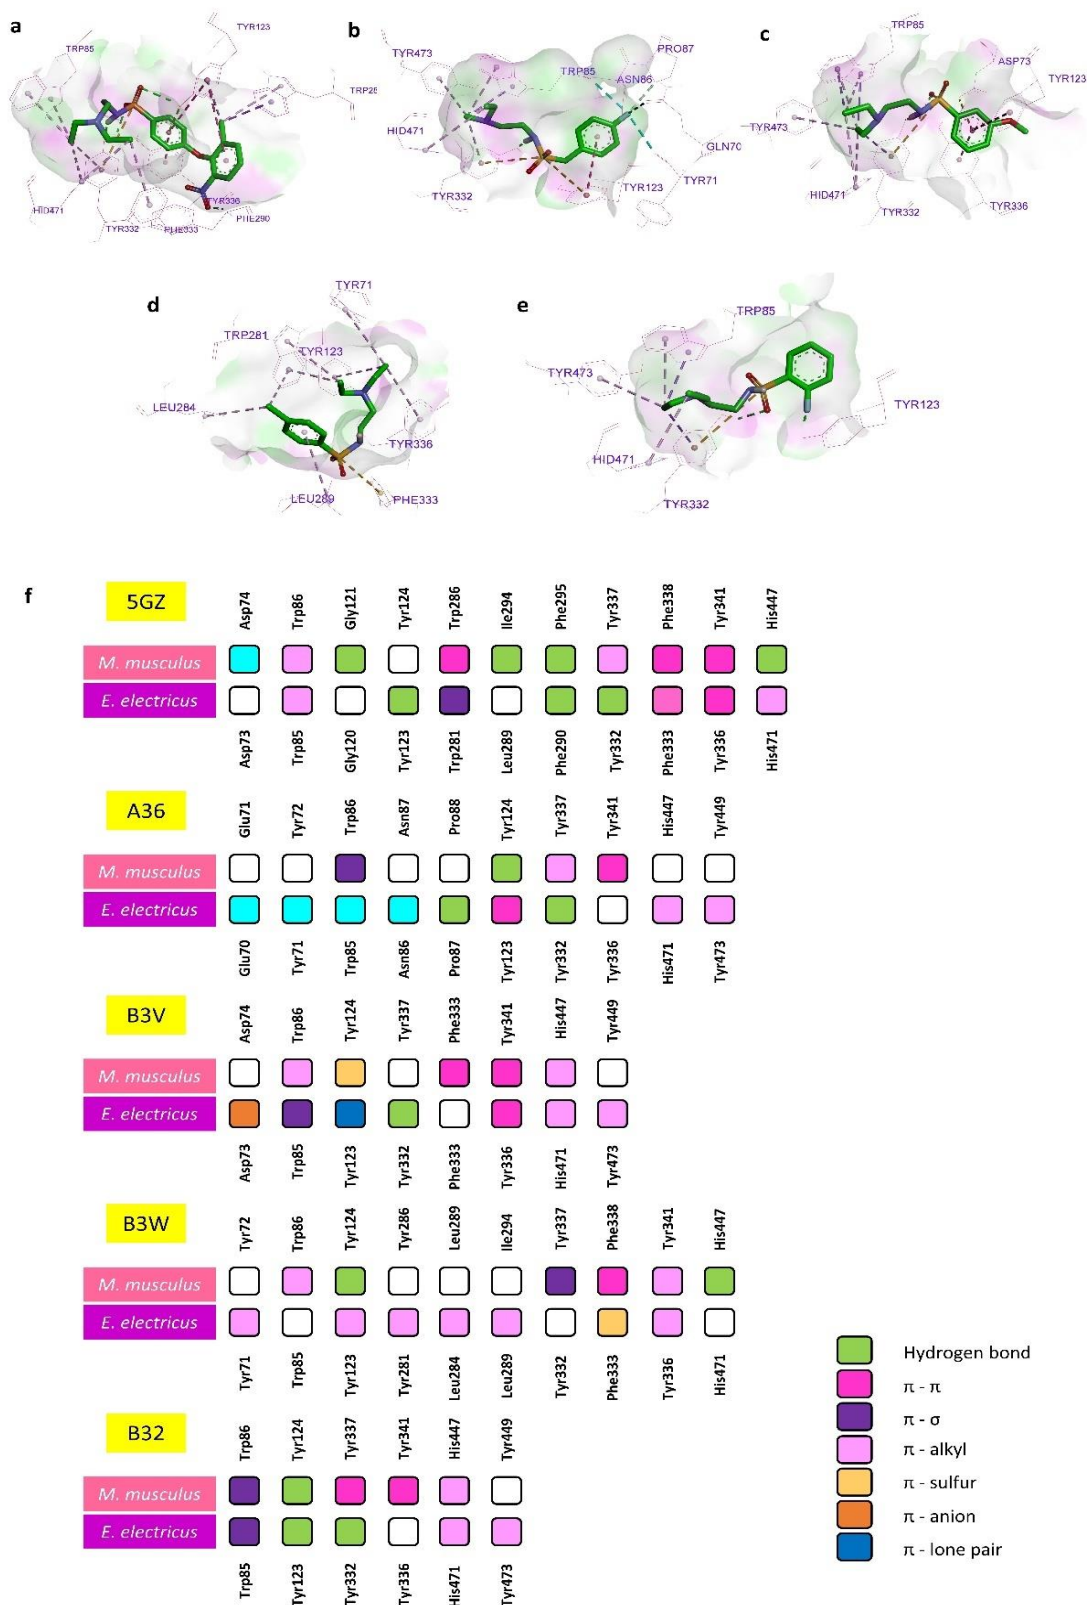 a
TYR123
TRP85
TRP28
HID471
TYR332
PHE333
TYR336
PHE290
b
TYR473
TRP85
PRO87
ASN86
HID471
GLN70
TYR332
TYR123
TYR71
c
TRP85
ASP73
TYR123
TYR473
HID471
TYR332
TYR336
d
TYR71
TRP281
TYR123
LEU284
TYR336
LEU289
PHE333
e
TRP85
TYR473
TYR123
HID471
TYR332
f
5GZ
Asp74 Trp86 Gly121 Tyr124 Trp286 Ile294 Phe295 Tyr337 Phe338 Tyr341 His447
M. musculus
E. electricus
Asp73 Trp85 Gly120 Tyr123 Trp281 Leu289 Phe290 Tyr332 Phe333 Tyr336 His471
A36
Glu71 Tyr72 Trp86 Asn87 Pro88 Tyr124 Tyr337 Tyr341 His447 Tyr449
M. musculus
E. electricus
Glu70 Tyr71 Trp85 Asn86 Pro87 Tyr123 Tyr332 Tyr336 His471 Tyr473
B3V
Asp74 Trp86 Tyr124 Tyr337 Phe333 Tyr341 His447 Tyr449
M. musculus
E. electricus
Asp73 Trp85 Tyr123 Tyr332 Phe333 Tyr336 His471 Tyr473
B3W
Tyr72 Trp86 Tyr124 Tyr286 Leu289 Ile294 Tyr337 Phe338 Tyr341 His447
M. musculus
E. electricus
Tyr71 Trp85 Tyr123 Tyr281 Leu284 Leu289 Tyr332 Phe333 Tyr336 His471
B32
Trp86 Tyr124 Tyr337 Tyr341 His447 Tyr449
M. musculus
E. electricus
Trp85 Tyr123 Tyr332 Tyr336 His471 Tyr473
Hydrogen bond
π - π
π - σ
π - alkyl
π - sulfur
π - anion
π - lone pair